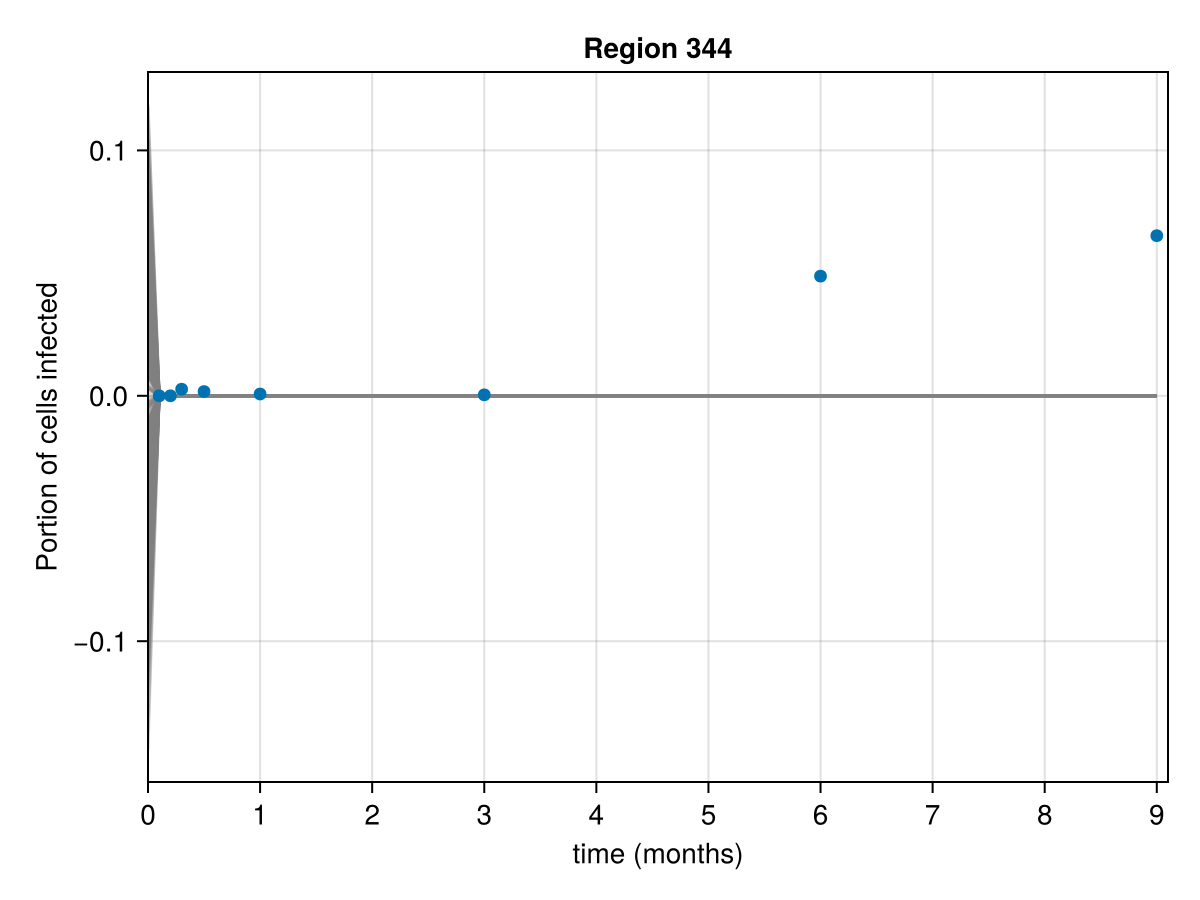 Region 344
Portion of cells infected
0.1
0.0
−0.1
0 1 2 3 4 5 6 7 8 9
time (months)